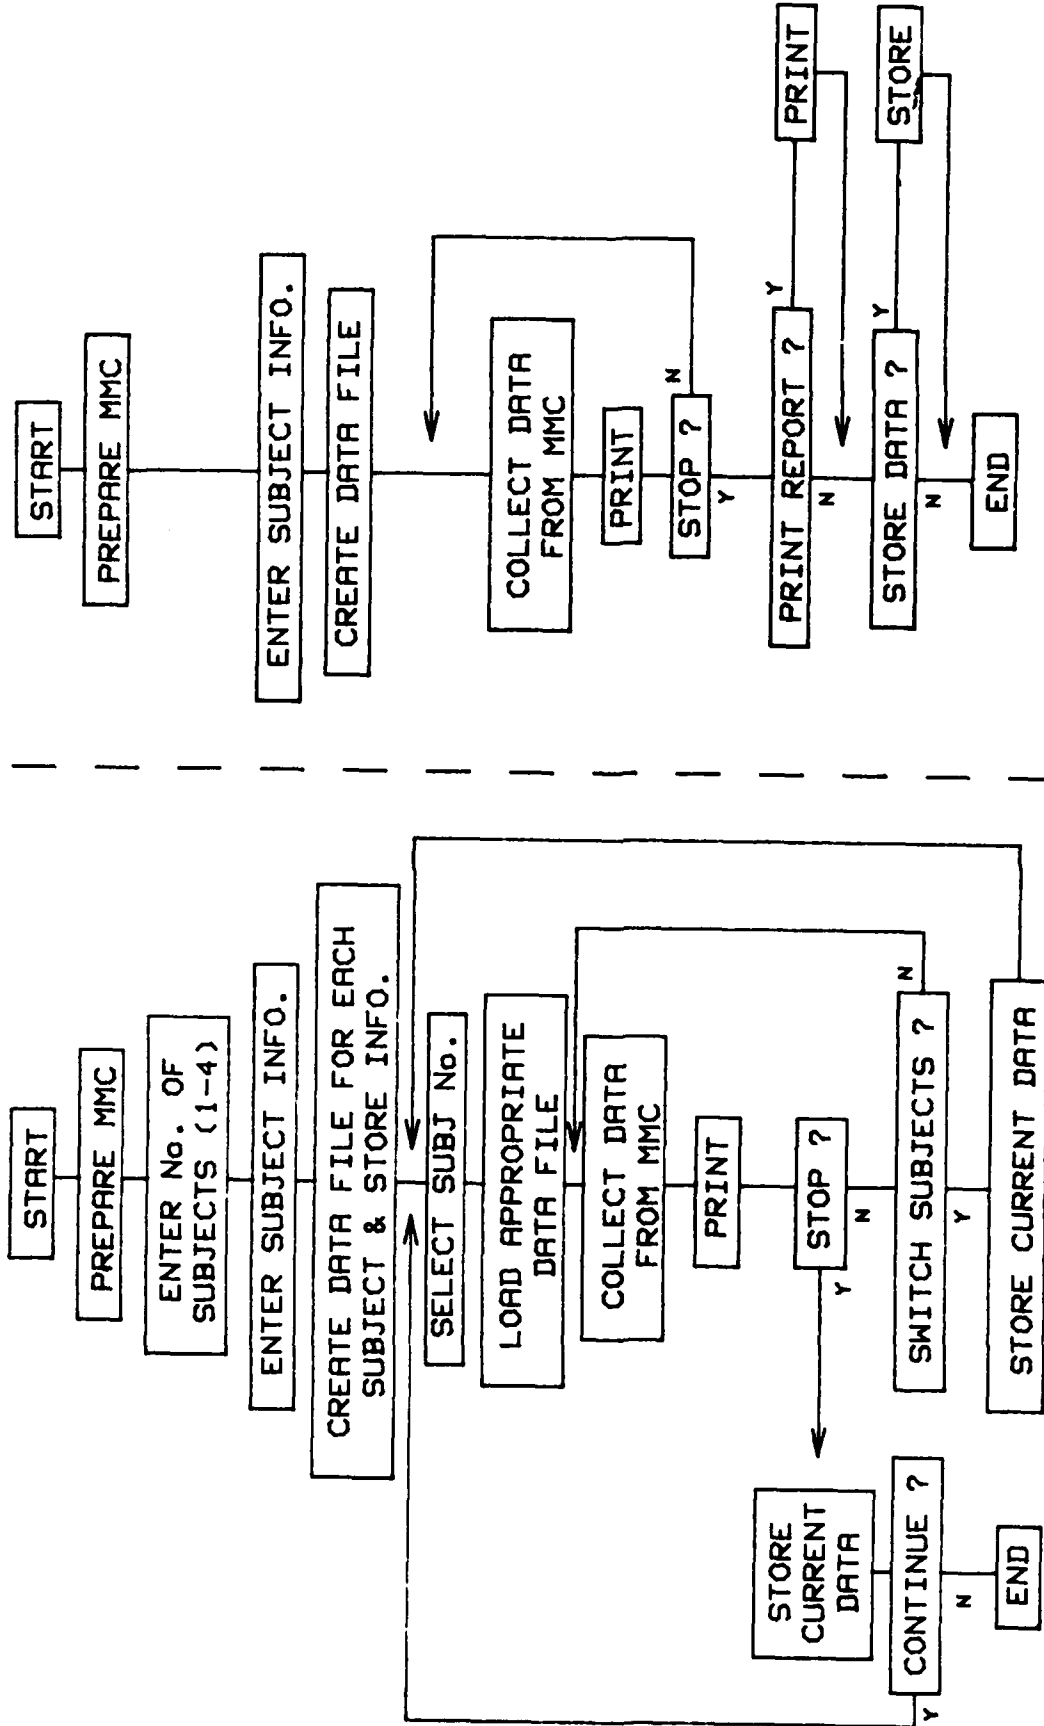 START
PREPARE MMC
ENTER No. OF
SUBJECTS (1-4)
ENTER SUBJECT INFO.
CREATE DATA FILE FOR EACH
SUBJECT & STORE INFO.
SELECT SUBJ No.
LOAD APPROPRIATE
DATA FILE
COLLECT DATA
FROM MMC
PRINT
STOP ?
Y
N
STORE
CURRENT
DATA
SWITCH SUBJECTS ?
N
Y
CONTINUE ?
Y
N
STORE CURRENT DATA
END
START
PREPARE MMC
ENTER SUBJECT INFO.
CREATE DATA FILE
COLLECT DATA
FROM MMC
PRINT
STOP ?
N
Y
PRINT REPORT ?
Y
PRINT
N
STORE DATA ?
Y
STORE
N
END